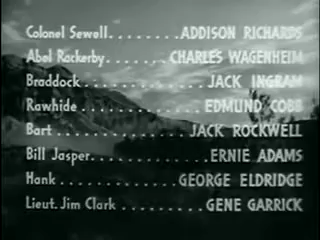 Colonel Sewell........ADDISON RICHARDS
Abel Rackerby........CHARLES WAGENHEIM
Braddock.............JACK INGRAM
Rawhide..............EDMUND COBB
Bart.................JACK ROCKWELL
Bill Jasper.............ERNIE ADAMS
Hank.............GEORGE ELDRIDGE
Lieut. Jim Clark.........GENE GARRICK